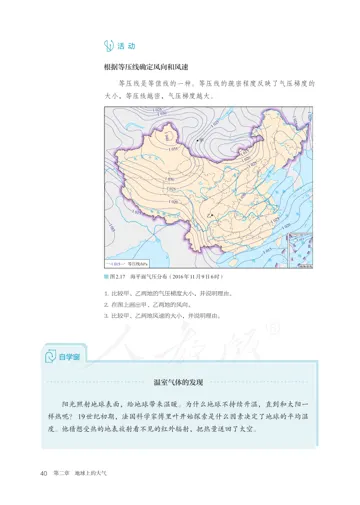 活动
根据等压线确定风向和风速
等压线是等值线的一种。等压线的疏密程度反映了气压梯度的
大小，等压线越密，气压梯度越大。
等压线/hPa
图2.17 海平面气压分布（2016年11月9日6时）
1. 比较甲、乙两地的气压梯度大小，并说明理由。
2. 在图上画出甲、乙两地的风向。
3. 比较甲、乙两地风速的大小，并说明理由。
自学窗
温室气体的发现
阳光照射地球表面，给地球带来温暖。为什么地球不持续升温，直到和太阳一
样热呢？19世纪初期，法国科学家傅里叶开始探索是什么因素决定了地球的平均温
度。他猜想受热的地表放射着不见的红外辐射，把热量送回了太空。
40 第二章 地球上的大气